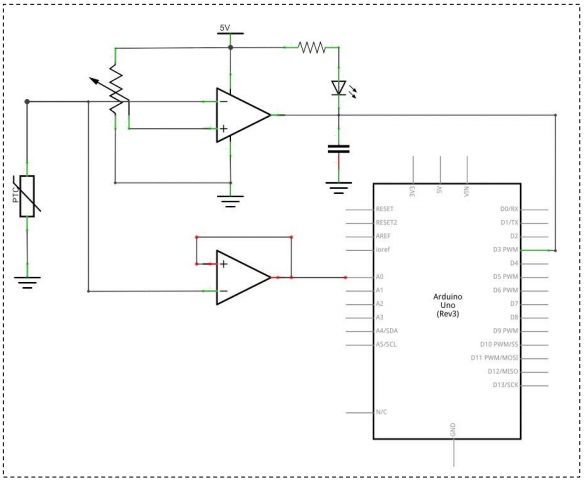 5V
PTC
3V3
5V
VIN
RESET
RESET2
AREF
ioref
A0
A1
A2
A3
A4/SDA
A5/SCL
N/C
Arduino
Uno
(Rev3)
D0/RX
D1/TX
D2
D3 PWM
D4
D5 PWM
D6 PWM
D7
D8
D9 PWM
D10 PWM/SS
D11 PWM/MOSI
D12/MISO
D13/SCK
GND